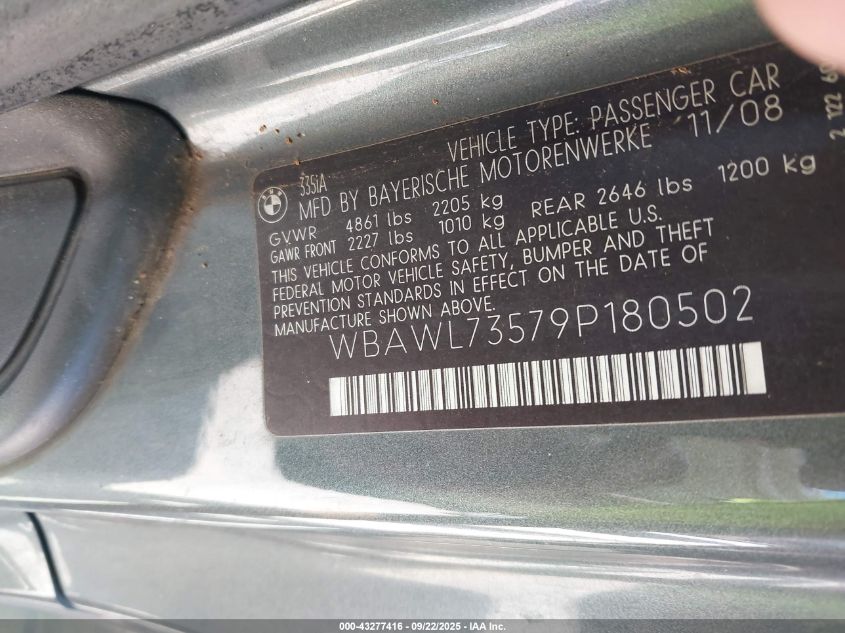 VEHICLE TYPE: PASSENGER CAR
335iA
MFD BY BAYERISCHE MOTORENWERKE 11/08
GVWR 4861 lbs 2205 kg
GAWR FRONT 2227 lbs 1010 kg REAR 2646 lbs 1200 kg
THIS VEHICLE CONFORMS TO ALL APPLICABLE U.S.
FEDERAL MOTOR VEHICLE SAFETY, BUMPER AND THEFT
PREVENTION STANDARDS IN EFFECT ON THE DATE OF
MANUFACTURE SHOWN ABOVE.
WBAWL73579P180502
BMW
000-43277416 - 09/22/2025 - IAA Inc.